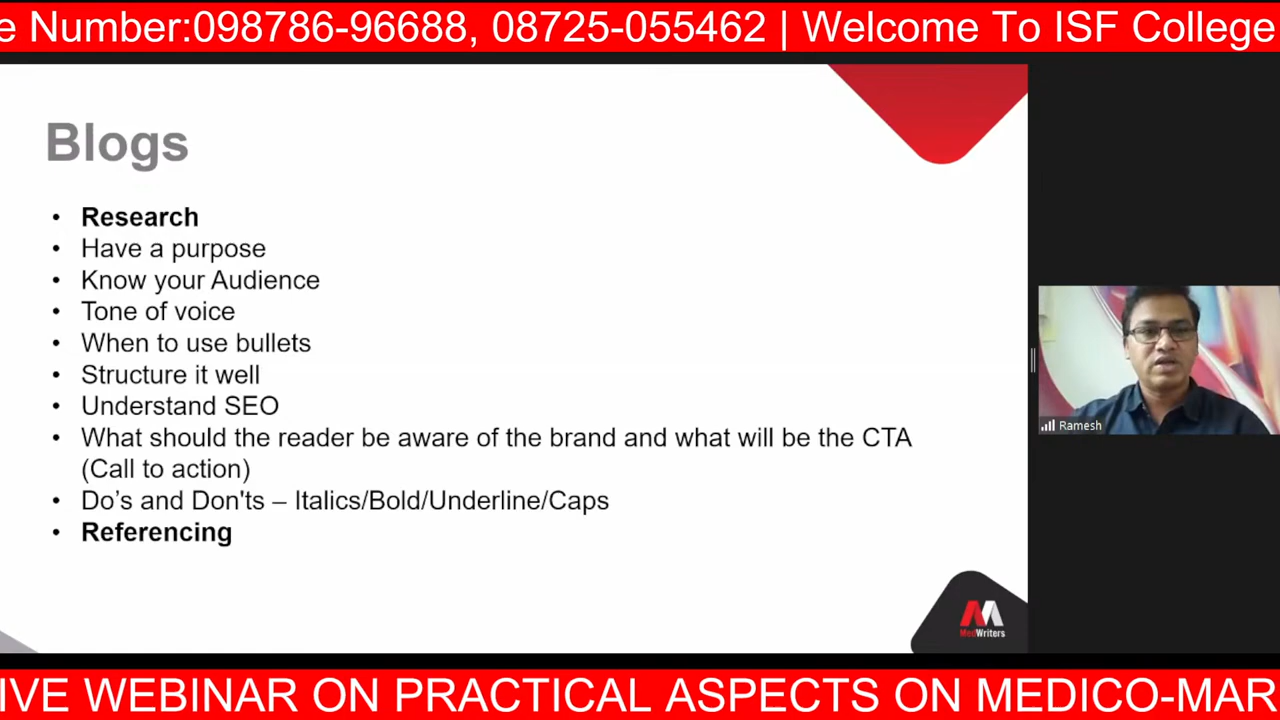 e Number:098786-96688, 08725-055462 | Welcome To ISF College
Blogs
• Research
• Have a purpose
• Know your Audience
• Tone of voice
• When to use bullets
• Structure it well
• Understand SEO
• What should the reader be aware of the brand and what will be the CTA
(Call to action)
• Do’s and Don'ts – Italics/Bold/Underline/Caps
• Referencing
Ramesh
MedWriters
IVE WEBINAR ON PRACTICAL ASPECTS ON MEDICO-MAR